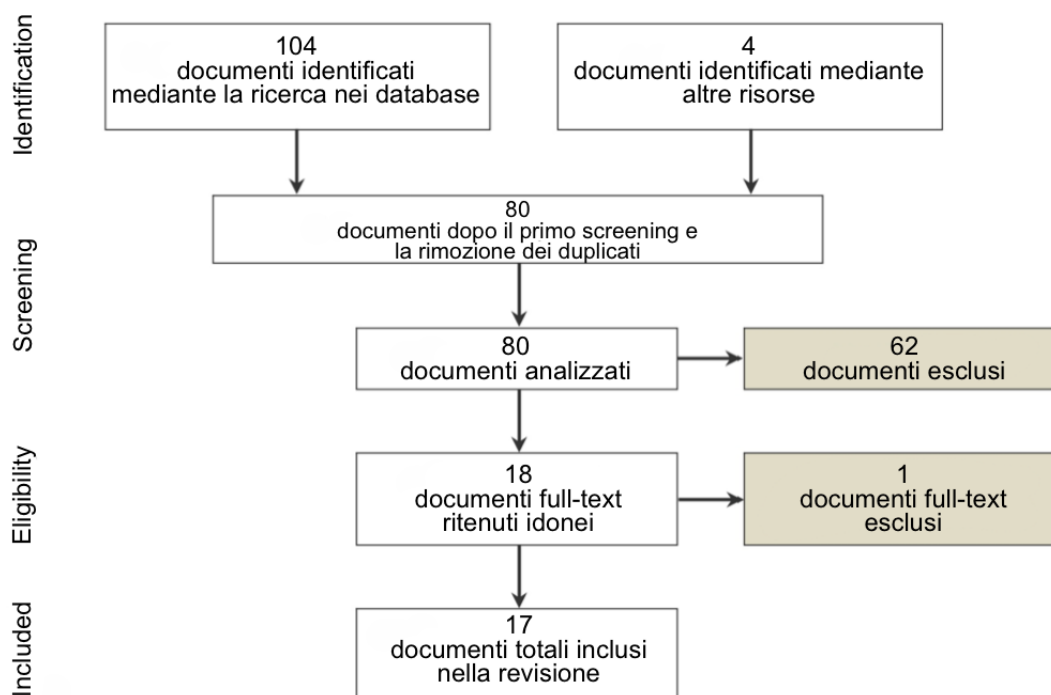 Identification
104
documenti identificati
mediante la ricerca nei database
4
documenti identificati mediante
altre risorse
Screening
80
documenti dopo il primo screening e
la rimozione dei duplicati
80
documenti analizzati
62
documenti esclusi
Eligibility
18
documenti full-text
ritenuti idonei
1
documenti full-text
esclusi
Included
17
documenti totali inclusi
nella revisione